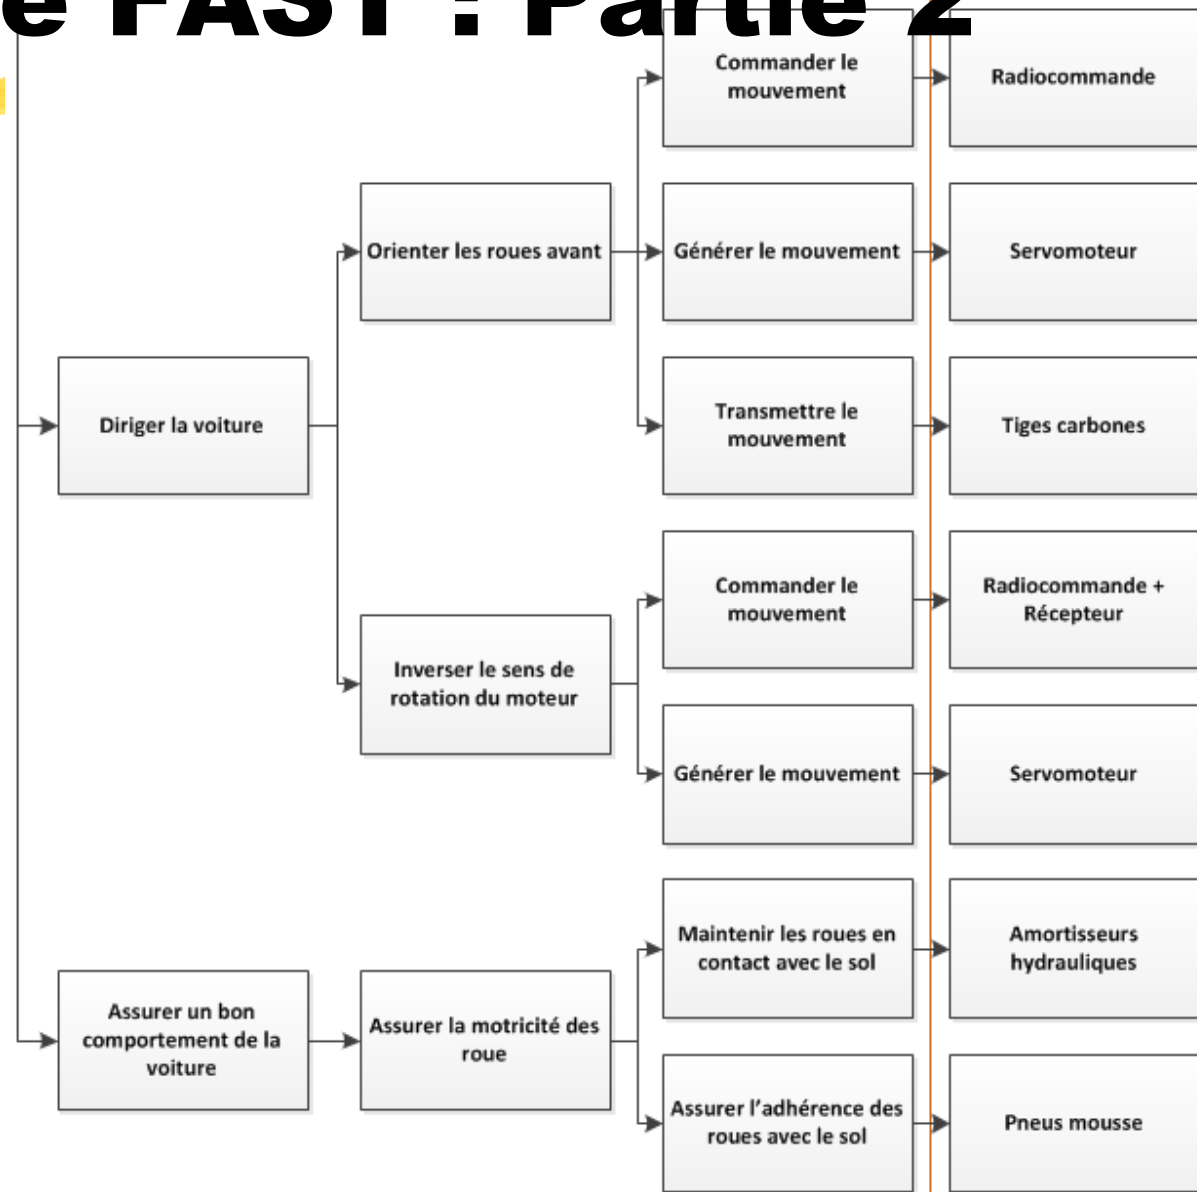 e FAST : Partie 2
Commander le
mouvement
Radiocommande
Orienter les roues avant
Générer le mouvement
Servomoteur
Diriger la voiture
Transmettre le
mouvement
Tiges carbones
Commander le
mouvement
Radiocommande +
Récepteur
Inverser le sens de
rotation du moteur
Générer le mouvement
Servomoteur
Maintenir les roues en
contact avec le sol
Amortisseurs
hydrauliques
Assurer un bon
comportement de la
voiture
Assurer la motricité des
roue
Assurer l'adhérence des
roues avec le sol
Pneus mousse